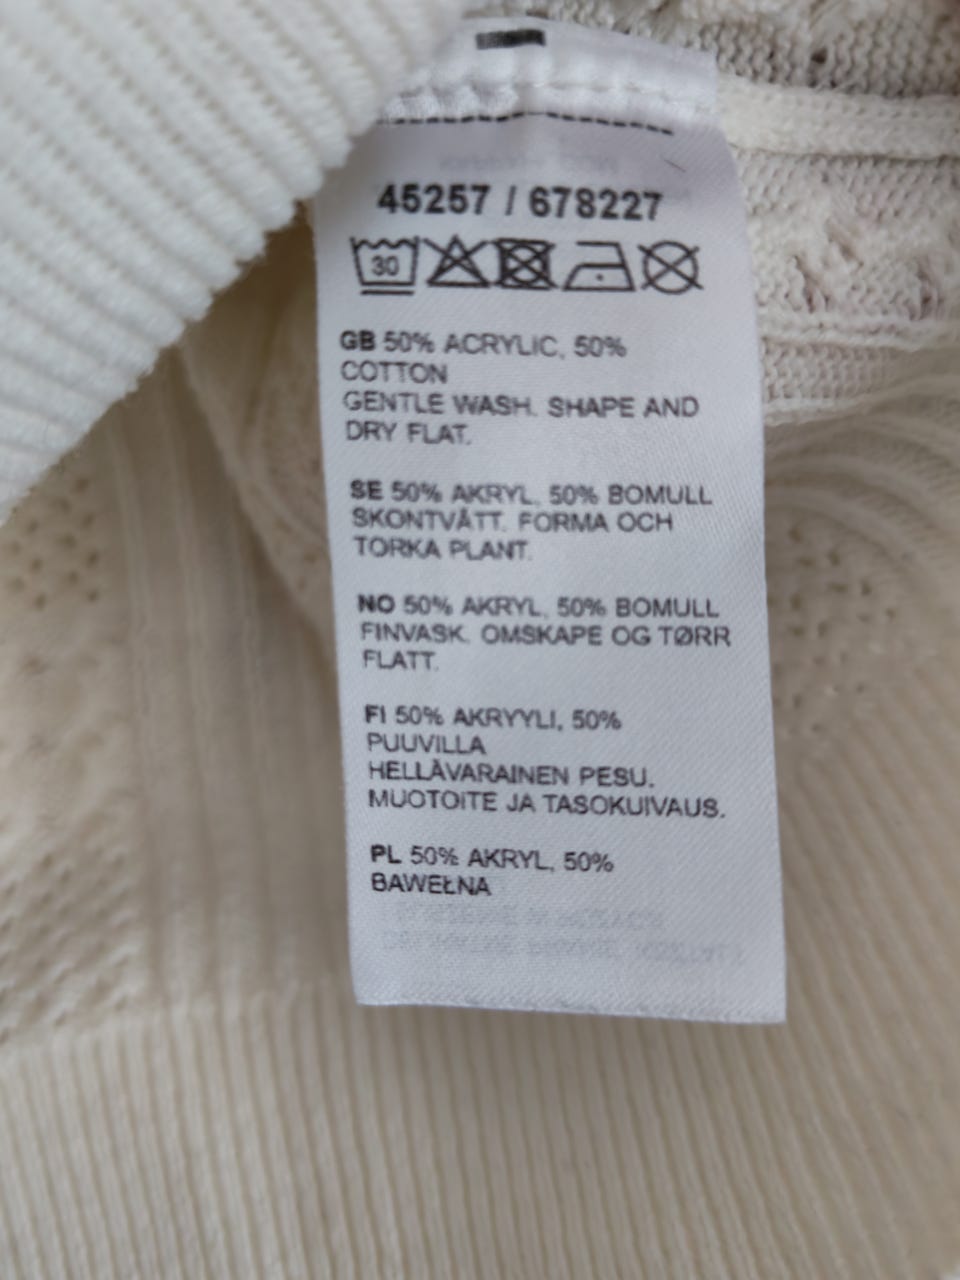 45257 / 678227
30
GB 50% ACRYLIC, 50%
COTTON
GENTLE WASH. SHAPE AND
DRY FLAT.
SE 50% AKRYL, 50% BOMULL
SKONTVÄTT. FORMA OCH
TORKA PLANT.
NO 50% AKRYL, 50% BOMULL
FINVASK. OMSKAPE OG TØRR
FLATT.
FI 50% AKRYYLI, 50%
PUUVILLA
HELLÄVARAINEN PESU.
MUOTOITE JA TASOKUIVAUS.
PL 50% AKRYL, 50%
BAWEŁNA